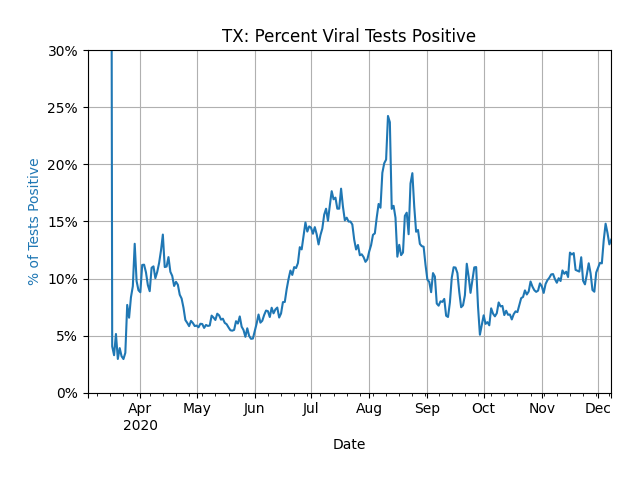 TX: Percent Viral Tests Positive
% of Tests Positive
30%
25%
20%
15%
10%
5%
0%
Apr
2020
May
Jun
Jul
Aug
Sep
Oct
Nov
Dec
Date